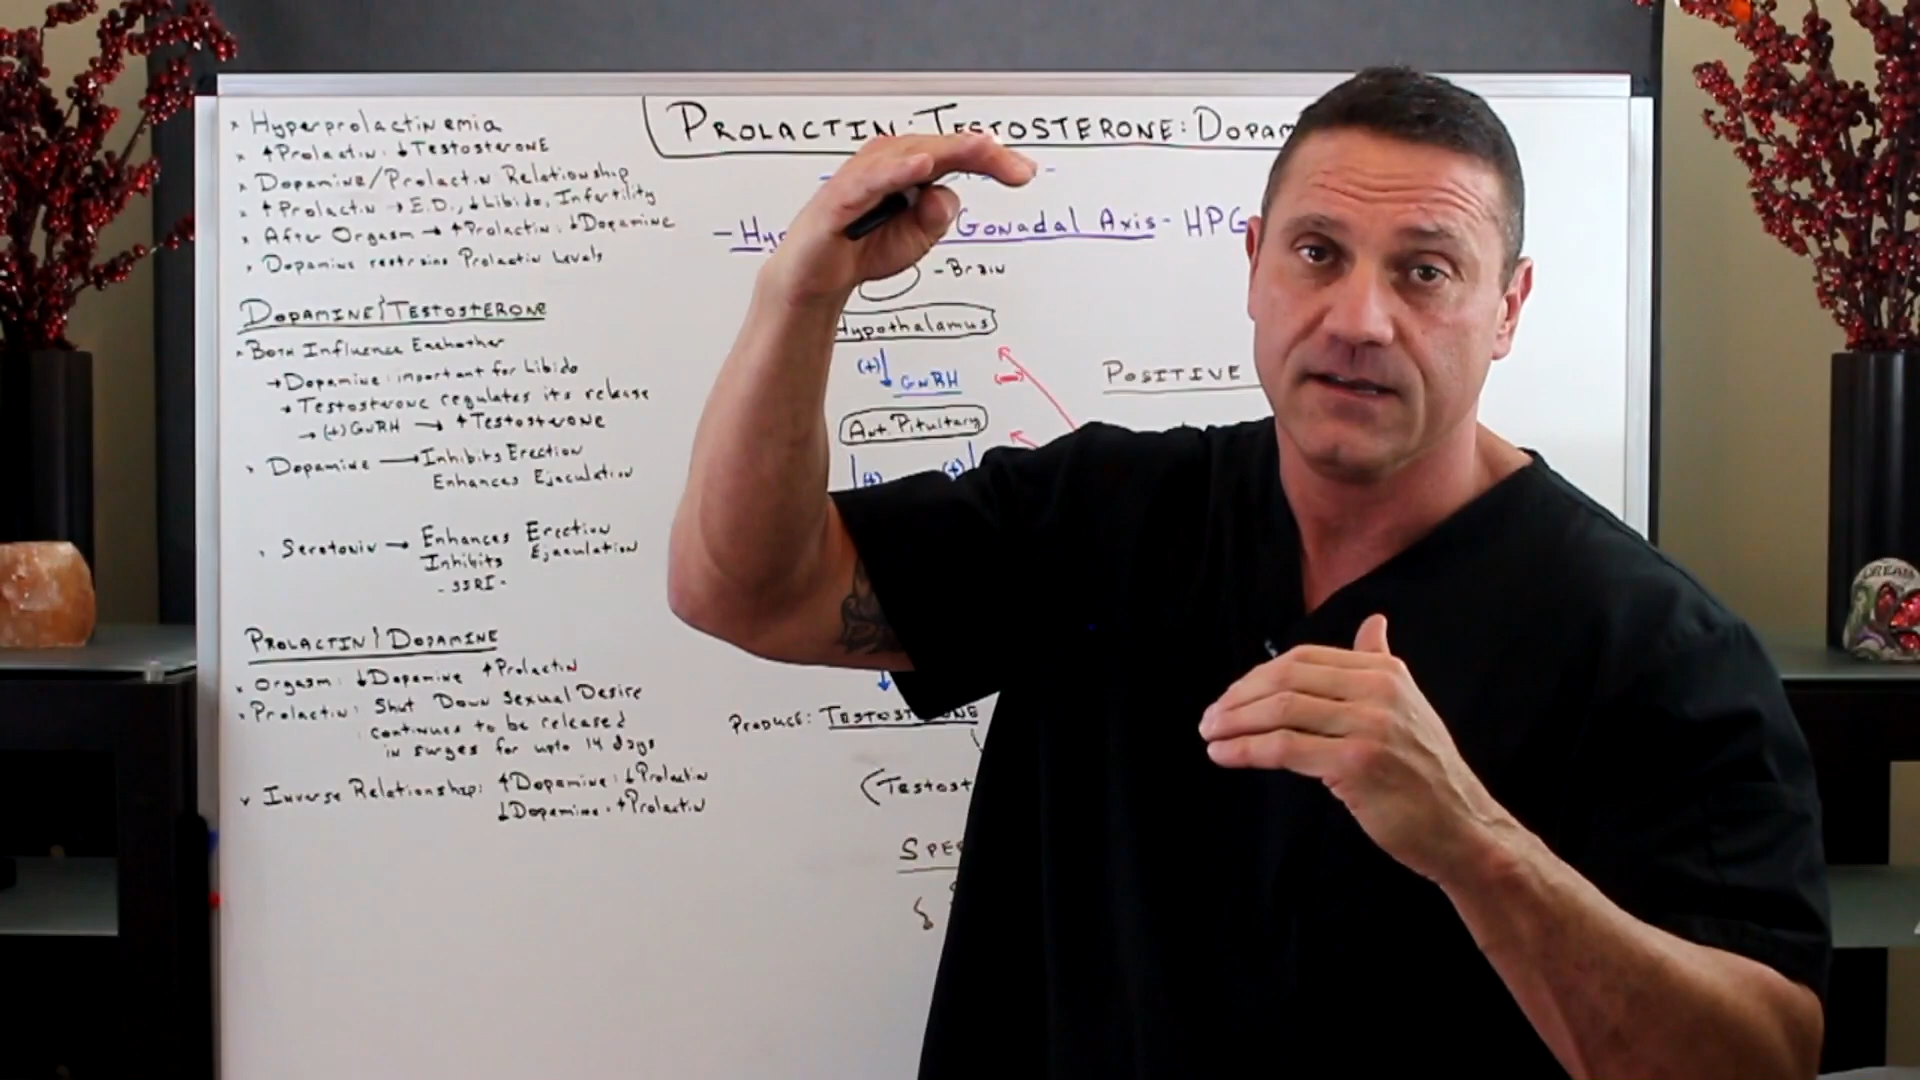 Hyperprolactinemia
↑Prolactin: ↓Testosterone
Dopamine/Prolactin Relationship
↑Prolactin → E.D., ↓Libido, Infertility
After Orgasm → ↑Prolactin: ↓Dopamine
Dopamine restrains Prolactin Levels
DOPAMINE/TESTOSTERONE
Both Influence Eachother
→Dopamine: important for Libido
→ Testosterone regulates its release
→ (+) GnRH → ↑Testosterone
Dopamine → Inhibits Erection
Enhances Ejaculation
Serotonin → Enhances Erection
Inhibits Ejaculation
- SSRI -
PROLACTIN/DOPAMINE
Orgasm: ↓Dopamine ↑Prolactin
Prolactin: Shut Down Sexual Desire
continues to be released
in surges for upto 14 days
Inverse Relationship: ↑Dopamine: ↓Prolactin
↓Dopamine: ↑Prolactin
PROLACTIN: TESTOSTERONE: DOPAM
- Hy Gonadal Axis - HPG
- Brain
Hypothalamus
(+) GnRH (-)
Ant. Pituitary
(+) (+)
PRODUCE: TESTOSTERONE
(Testost
SPE
POSITIVE
DREAM